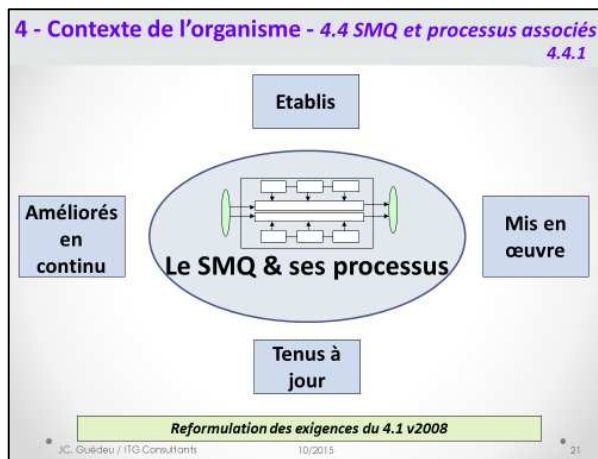 4 - Contexte de l'organisme - 4.4 SMQ et processus associés
4.4.1
Etablis
Améliorés
en
continu
Mis en
œuvre
Le SMQ & ses processus
Tenus à
jour
Reformulation des exigences du 4.1 v2008
JC. Guédeu / ITG Consultants
10/2015
21